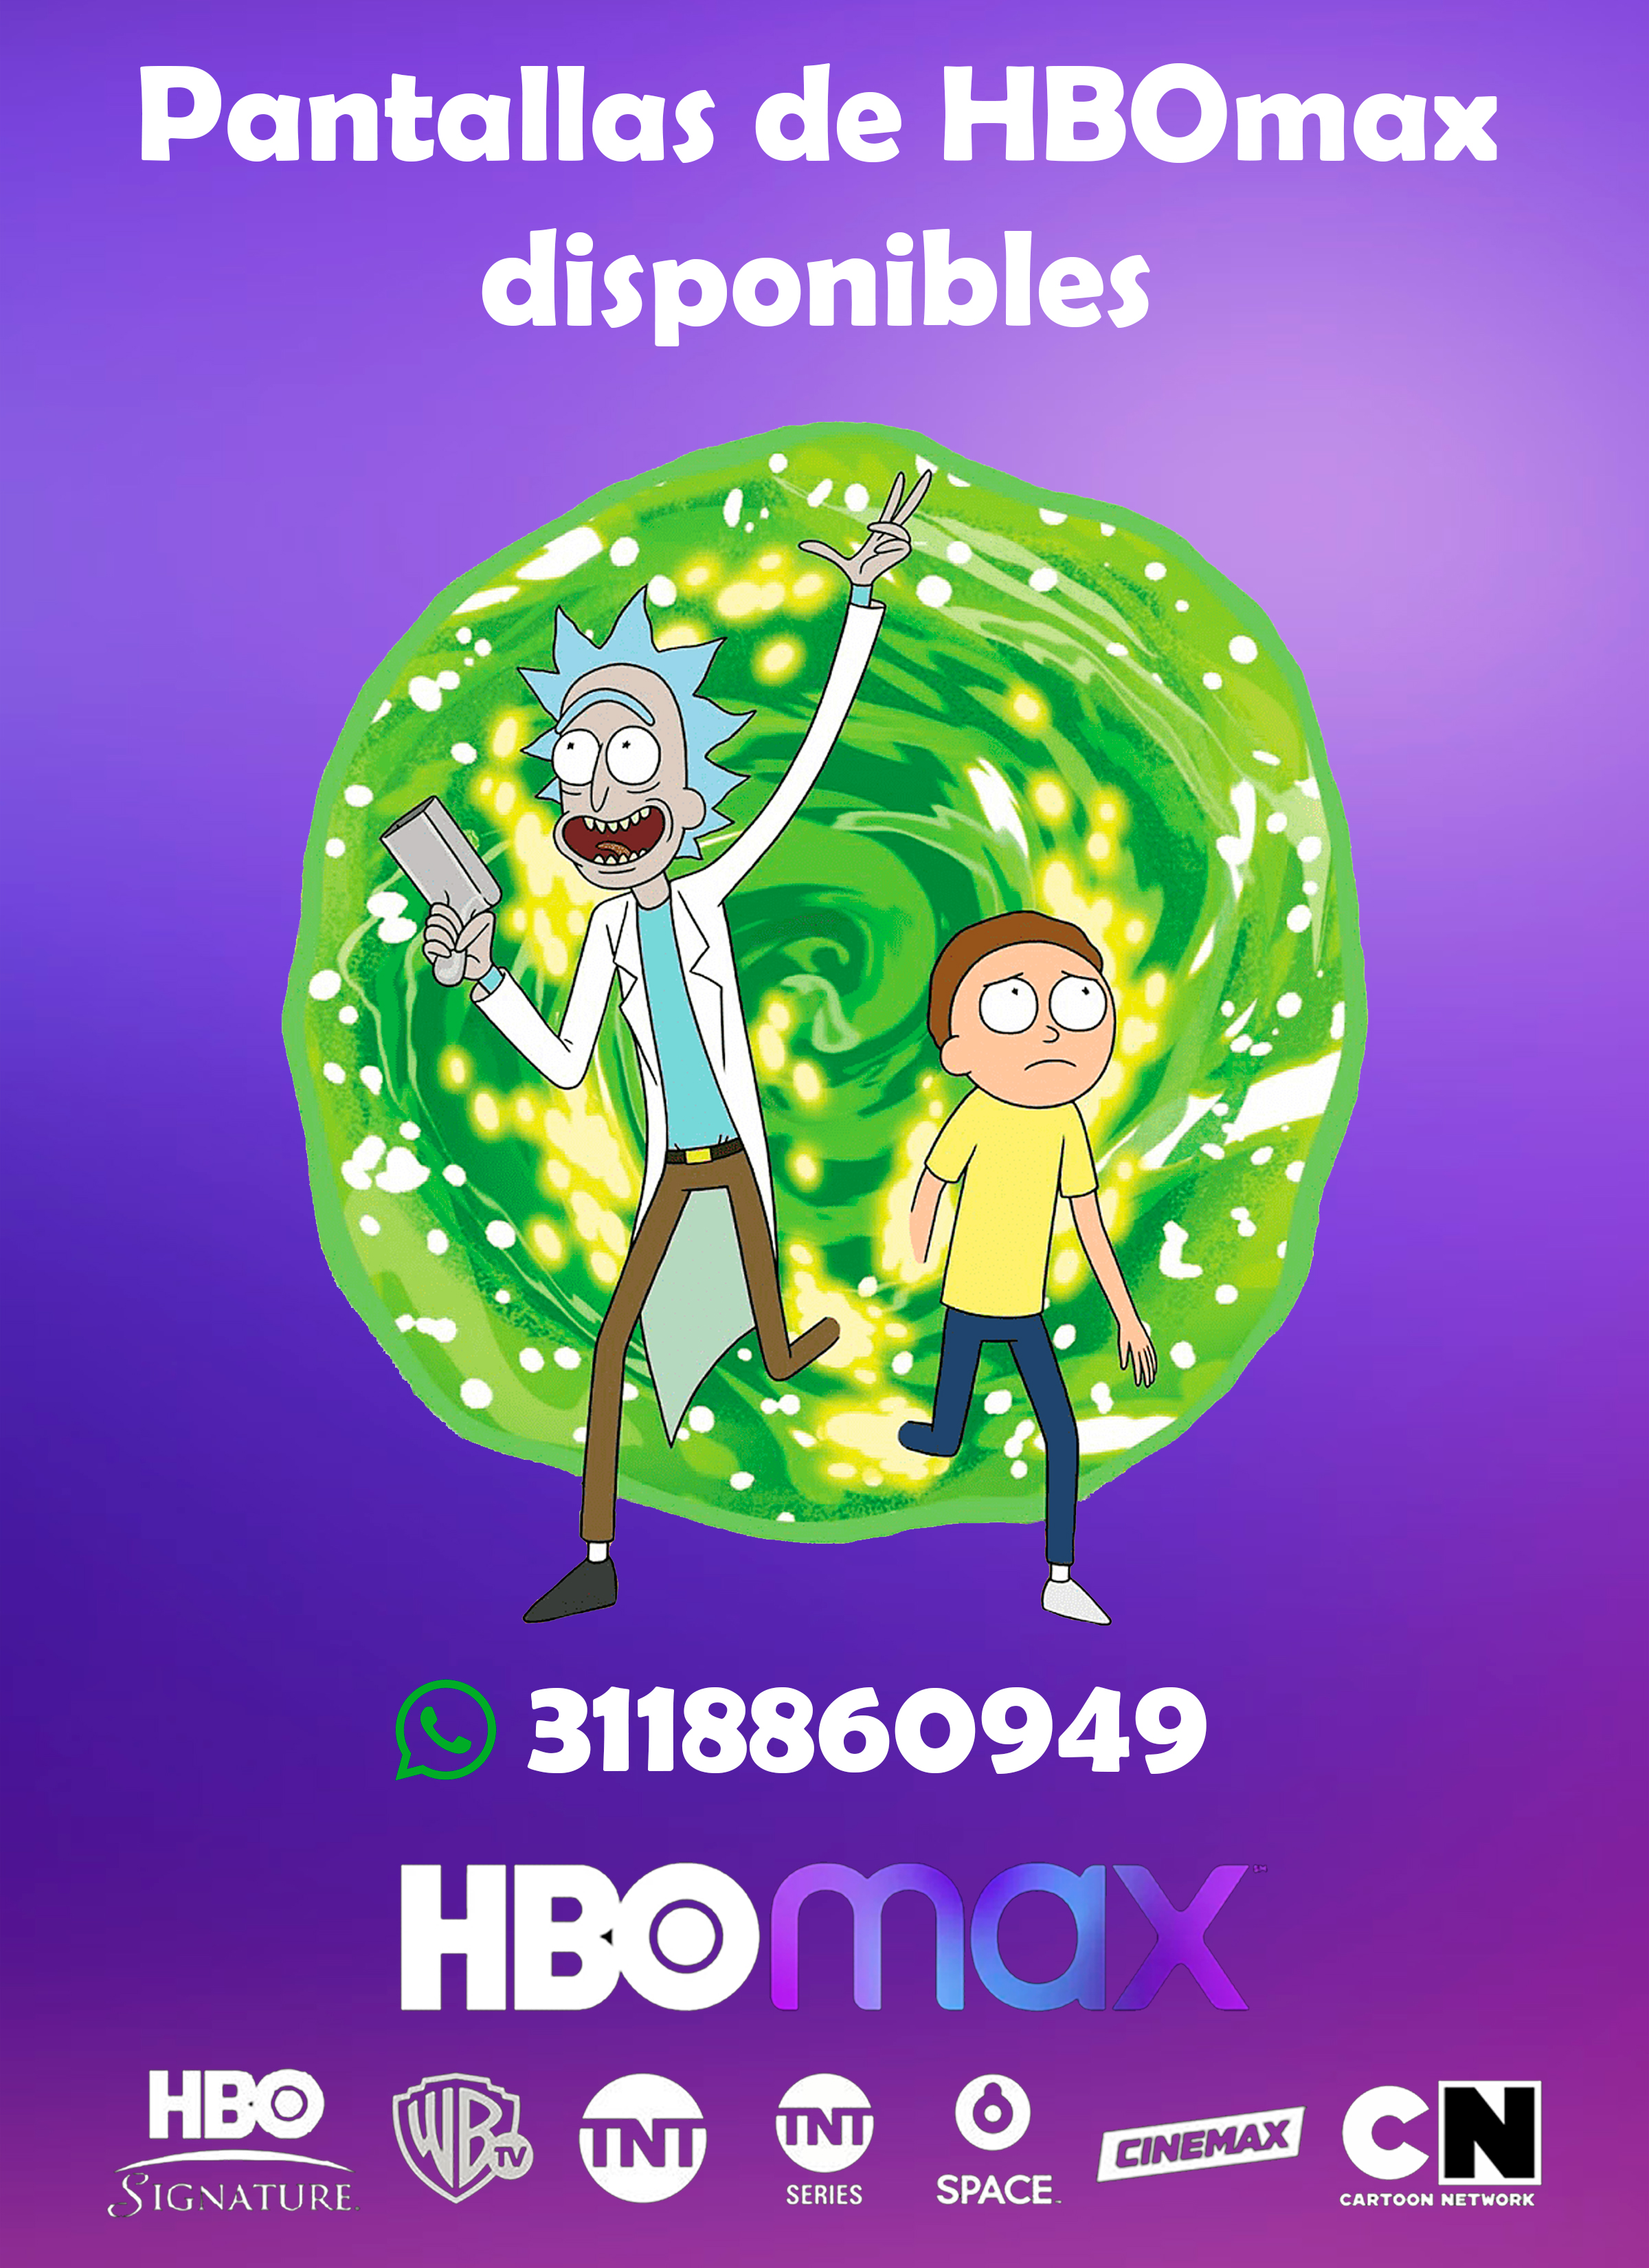 Pantallas de HBOmax
disponibles
3118860949
HBOmax
HBO
SIGNATURE
WB
TV
TNT
TNT
SERIES
SPACE
CINEMAX
CN
CARTOON NETWORK